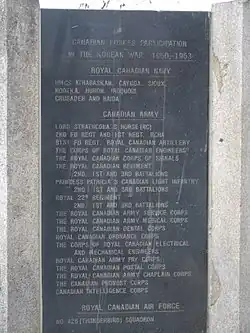 CANADIAN FORCES PARTICIPATION
IN THE KOREAN WAR 1950-1953
ROYAL CANADIAN NAVY
HMCS ATHABASKAN, CAYUGA, SIOUX,
NOOTKA, HURON, IROQUOIS
CRUSADER AND HAIDA
CANADIAN ARMY
LORD STRATHCONA'S HORSE (RC)
2ND FD REGT AND 1ST REGT, RCHA
81ST FD REGT, ROYAL CANADIAN ARTILLERY
THE CORPS OF ROYAL CANADIAN ENGINEERS
THE ROYAL CANADIAN CORPS OF SIGNALS
THE ROYAL CANADIAN REGIMENT
1ST AND 3RD BATTALIONS
PRINCESS PATRICIA'S CANADIAN LIGHT INFANTRY
1ST AND 3RD BATTALIONS
ROYAL 22E REGIMENT
1ST AND 3RD BATTALIONS
THE ROYAL CANADIAN ARMY SERVICE CORPS
THE ROYAL CANADIAN ARMY MEDICAL CORPS
THE ROYAL CANADIAN DENTAL CORPS
ROYAL CANADIAN ORDNANCE CORPS
THE CORPS OF ROYAL CANADIAN ELECTRICAL
AND MECHANICAL ENGINEERS
ROYAL CANADIAN ARMY PAY CORPS
THE ROYAL CANADIAN POSTAL CORPS
THE ROYAL CANADIAN ARMY CHAPLAIN CORPS
THE CANADIAN PROVOST CORPS
CANADIAN INTELLIGENCE CORPS
ROYAL CANADIAN AIR FORCE
NO 426 (THUNDERBIRD) SQUADRON